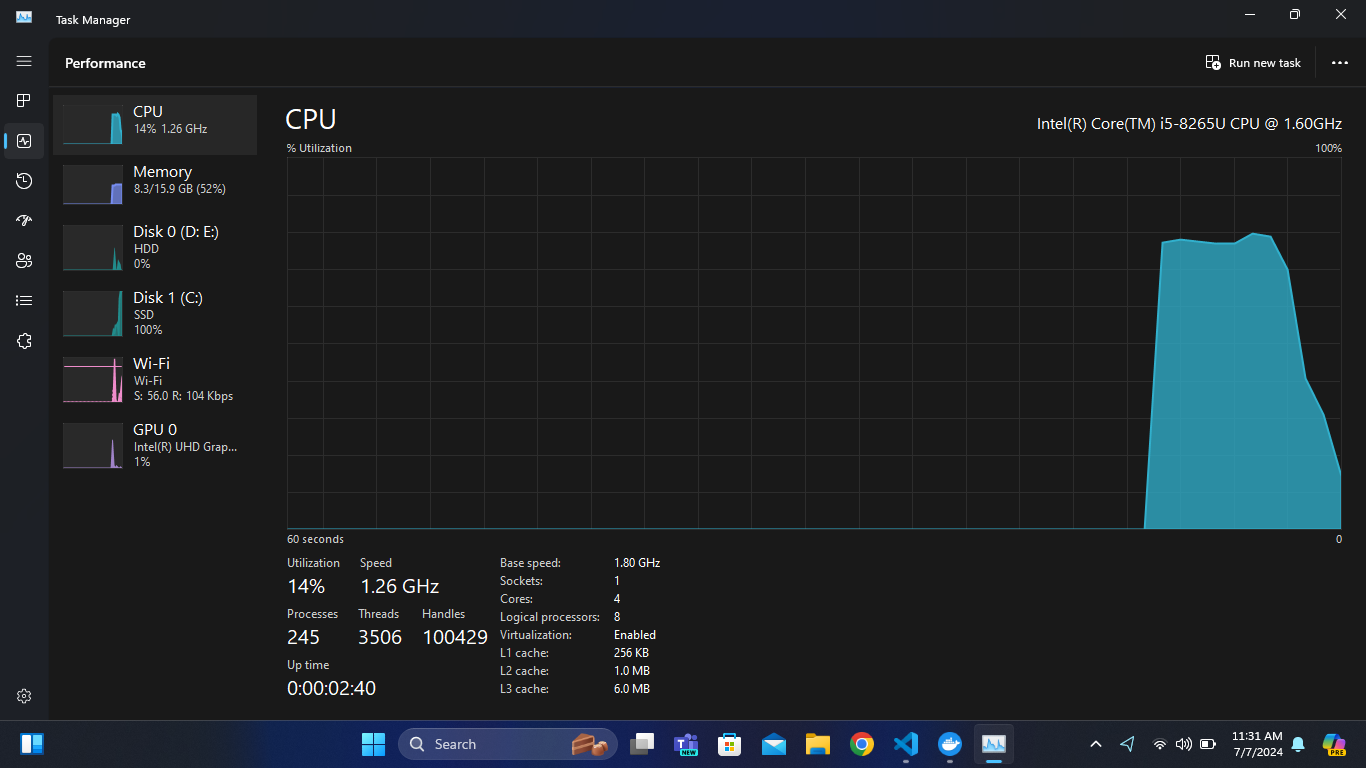 Task Manager
Performance
Run new task
CPU
14% 1.26 GHz
Memory
8.3/15.9 GB (52%)
Disk 0 (D: E:)
HDD
0%
Disk 1 (C:)
SSD
100%
Wi-Fi
Wi-Fi
S: 56.0 R: 104 Kbps
GPU 0
Intel(R) UHD Grap...
1%
CPU
Intel(R) Core(TM) i5-8265U CPU @ 1.60GHz
% Utilization
100%
60 seconds
0
Utilization Speed
14% 1.26 GHz
Processes Threads Handles
245 3506 100429
Up time
0:00:02:40
Base speed: 1.80 GHz
Sockets: 1
Cores: 4
Logical processors: 8
Virtualization: Enabled
L1 cache: 256 KB
L2 cache: 1.0 MB
L3 cache: 6.0 MB
Search
NEW
11:31 AM
7/7/2024
PRE